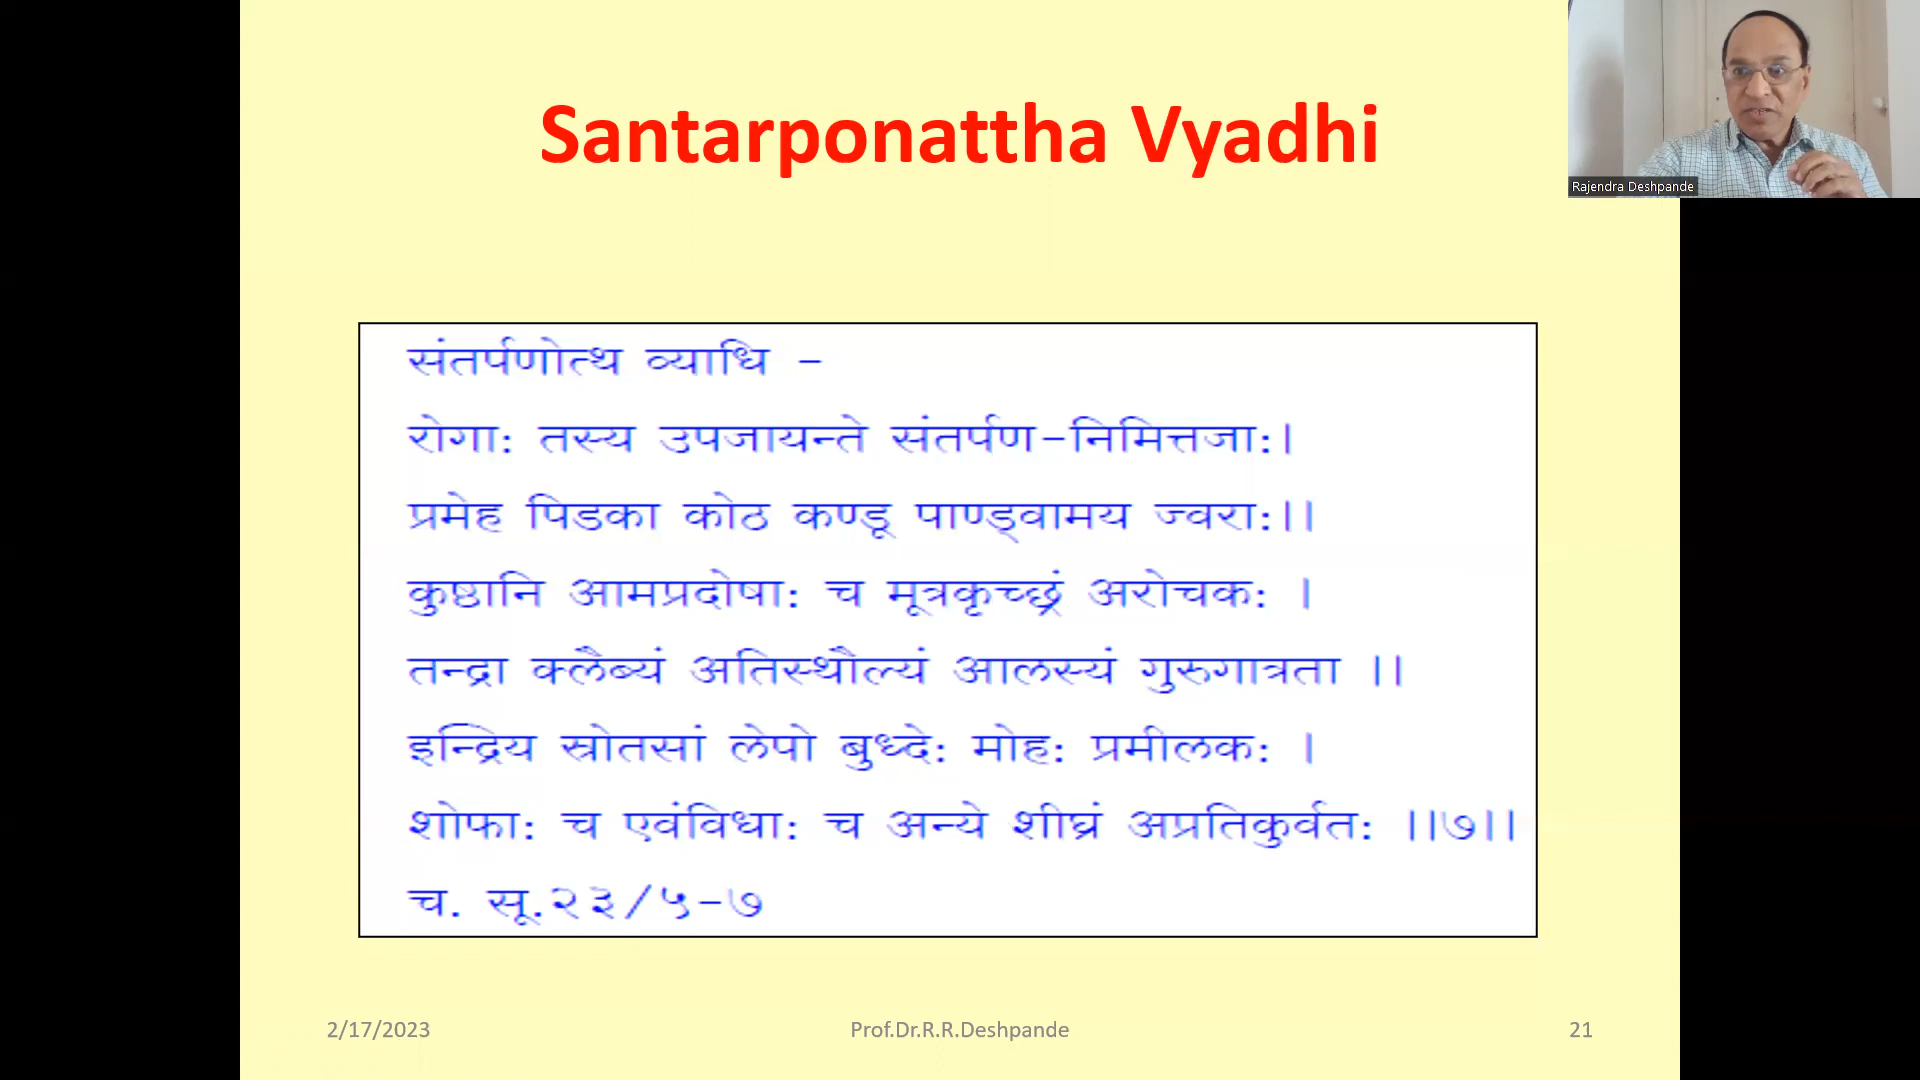 Santarponattha Vyadhi
Rajendra Deshpande
संतर्पणोत्थ व्याधि -
रोगाः तस्य उपजायन्ते संतर्पण-निमित्तजाः।
प्रमेह पिडका कोठ कण्डू पाण्ड्वामय ज्वराः।।
कुष्ठानि आमप्रदोषाः च मूत्रकृच्छ्रं अरोचकः ।
तन्द्रा क्लैब्यं अतिस्थौल्यं आलस्यं गुरुगात्रता ।।
इन्द्रिय स्रोतसां लेपो बुध्देः मोहः प्रमीलकः ।
शोफाः च एवंविधाः च अन्ये शीघ्रं अप्रतिकुर्वतः ।।७।।
च. सू.२३/५-७
2/17/2023
Prof.Dr.R.R.Deshpande
21